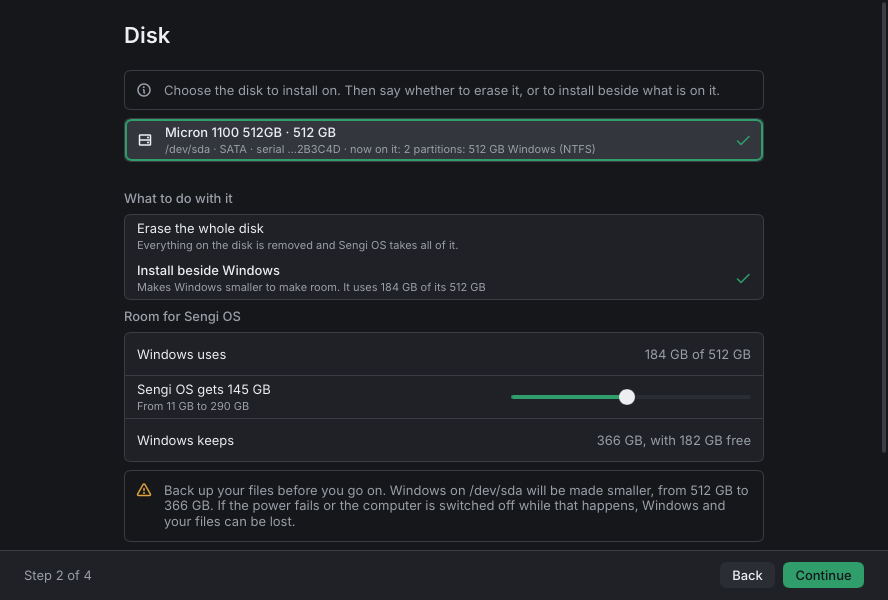 Disk
Choose the disk to install on. Then say whether to erase it, or to install beside what is on it.
Micron 1100 512GB · 512 GB
/dev/sda · SATA · serial ...2B3C4D · now on it: 2 partitions: 512 GB Windows (NTFS)
What to do with it
Erase the whole disk
Everything on the disk is removed and Sengi OS takes all of it.
Install beside Windows
Makes Windows smaller to make room. It uses 184 GB of its 512 GB
Room for Sengi OS
Windows uses 184 GB of 512 GB
Sengi OS gets 145 GB
From 11 GB to 290 GB
Windows keeps 366 GB, with 182 GB free
Back up your files before you go on. Windows on /dev/sda will be made smaller, from 512 GB to
366 GB. If the power fails or the computer is switched off while that happens, Windows and
your files can be lost.
Step 2 of 4 Back Continue